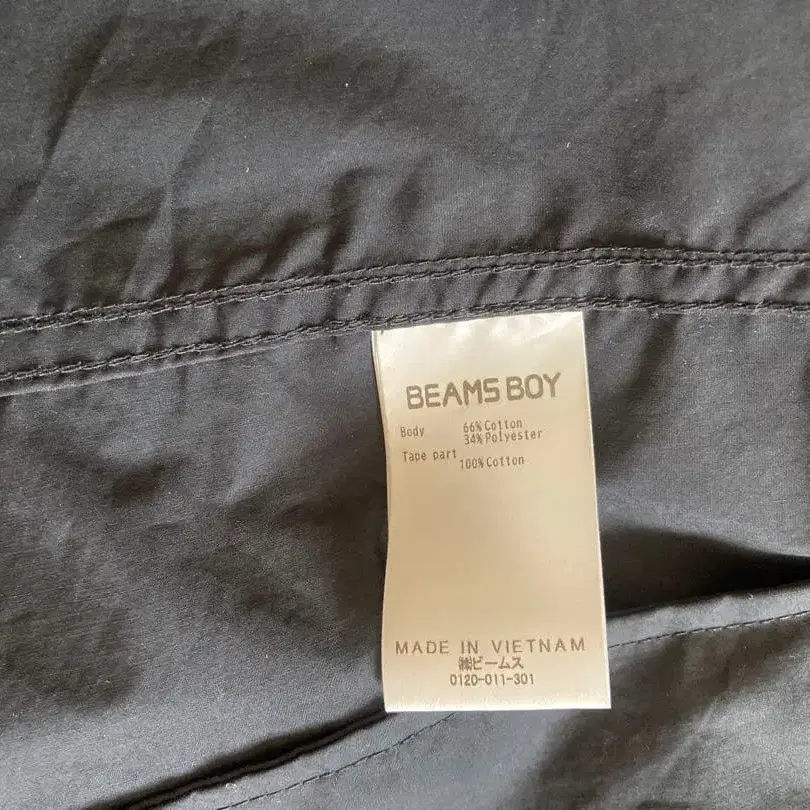 BEAMS BOY
Body 66% Cotton
34% Polyester
Tape part 100% Cotton
MADE IN VIETNAM
㈱ビームス
0120-011-301